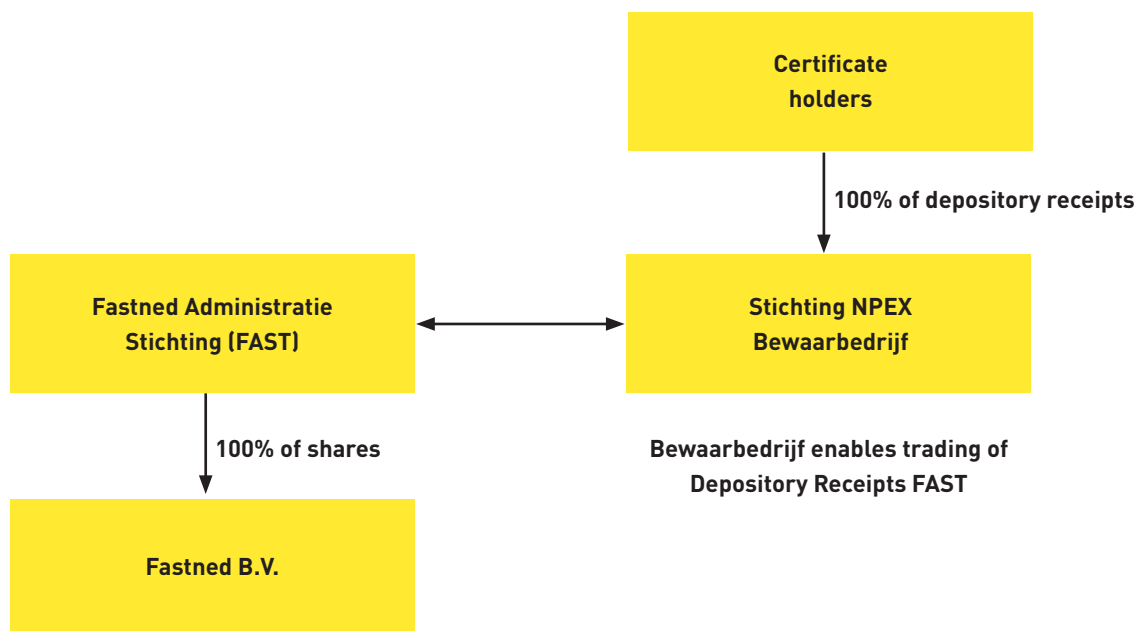 Certificate
holders
100% of depository receipts
Fastned Administratie
Stichting (FAST)
Stichting NPEX
Bewaarbedrijf
100% of shares
Bewaarbedrijf enables trading of
Depository Receipts FAST
Fastned B.V.